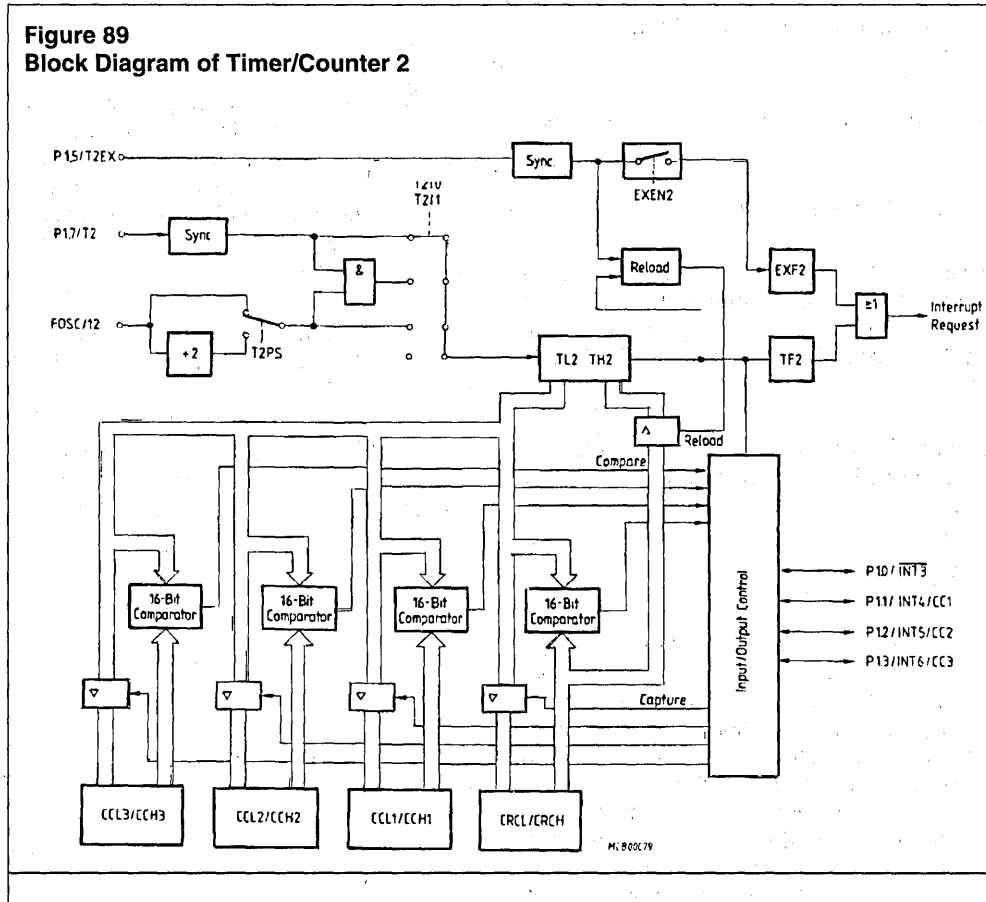 Figure 89
Block Diagram of Timer/Counter 2
P1.5/T2EX
Sync.
EXEN2
T2I0
T2I1
P1.7/T2
Sync
&
Reload
EXF2
≥1
Interrupt
Request
FOSC/12
÷2
T2PS
TL2 TH2
TF2
Reload
Compare
16-Bit
Comparator
16-Bit
Comparator
16-Bit
Comparator
16-Bit
Comparator
Input/Output Control
P1.0/INT3
P1.1/INT4/CC1
P1.2/INT5/CC2
P1.3/INT6/CC3
Capture
CCL3/CCH3
CCL2/CCH2
CCL1/CCH1
CRCL/CRCH